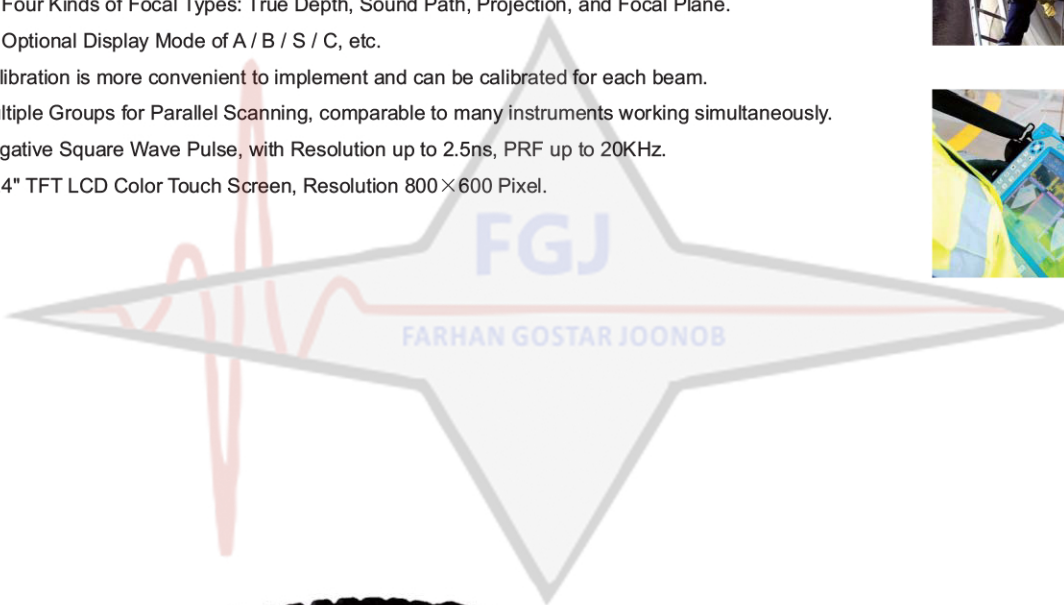 Four Kinds of Focal Types: True Depth, Sound Path, Projection, and Focal Plane.
Optional Display Mode of A / B / S / C, etc.
libration is more convenient to implement and can be calibrated for each beam.
ltiple Groups for Parallel Scanning, comparable to many instruments working simultaneously.
gative Square Wave Pulse, with Resolution up to 2.5ns, PRF up to 20KHz.
4" TFT LCD Color Touch Screen, Resolution 800×600 Pixel.
FGJ
FARHAN GOSTAR JOONOB